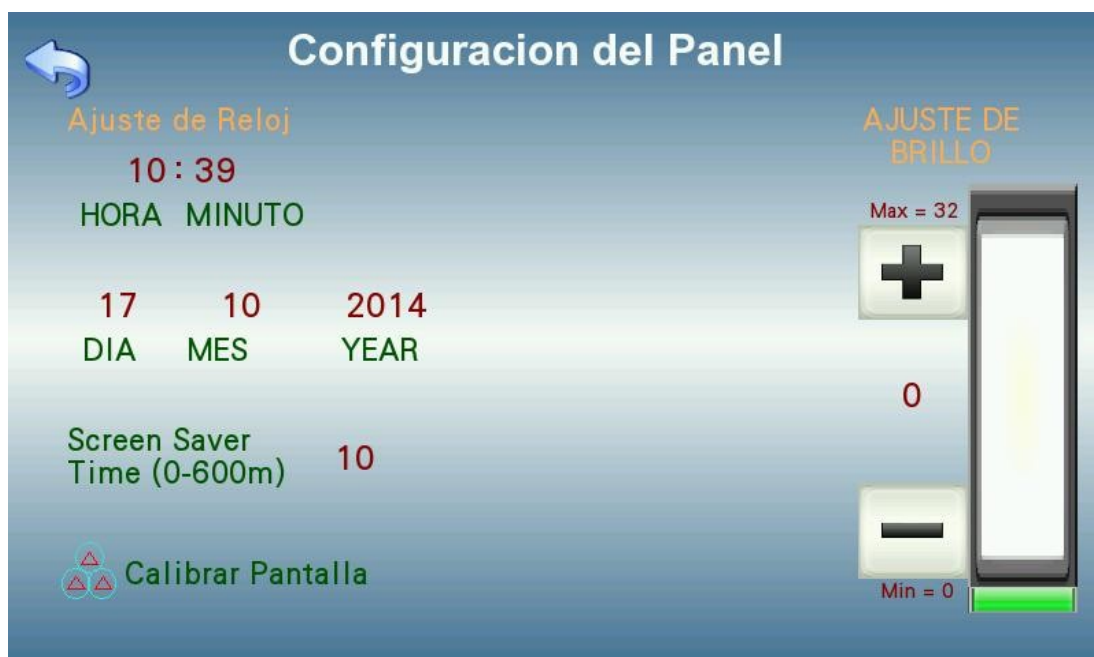 Configuracion del Panel
Ajuste de Reloj
10 : 39
HORA MINUTO
17 10 2014
DIA MES YEAR
Screen Saver
Time (0-600m) 10
Calibrar Pantalla
AJUSTE DE
BRILLO
Max = 32
0
Min = 0